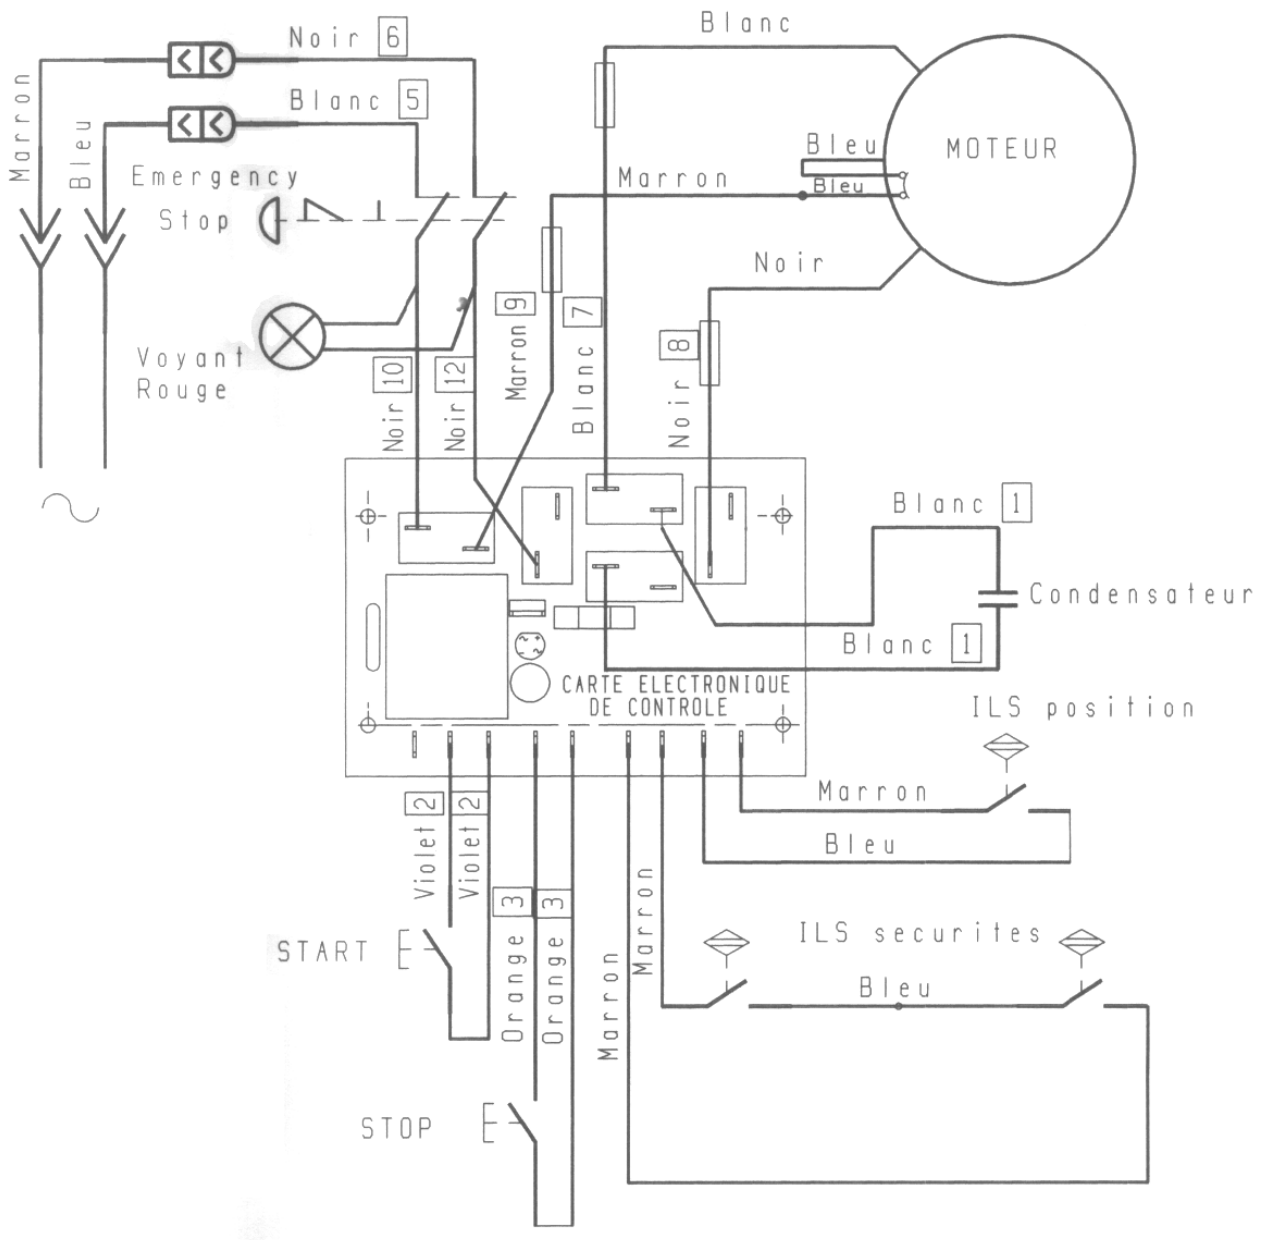 Blanc
Noir 6
Blanc 5
Marron
Bleu
Emergency
Stop
Bleu
MOTEUR
Marron
Bleu
Noir
Voyant
Rouge
Noir 10
Noir 12
Marron 9
Blanc 7
Noir 8
Blanc 1
Condensateur
Blanc 1
CARTE ELECTRONIQUE
DE CONTROLE
ILS position
Marron
Bleu
Violet 2
Violet 2
Orange 3
Orange 3
Marron
Marron
START
ILS securites
Bleu
STOP